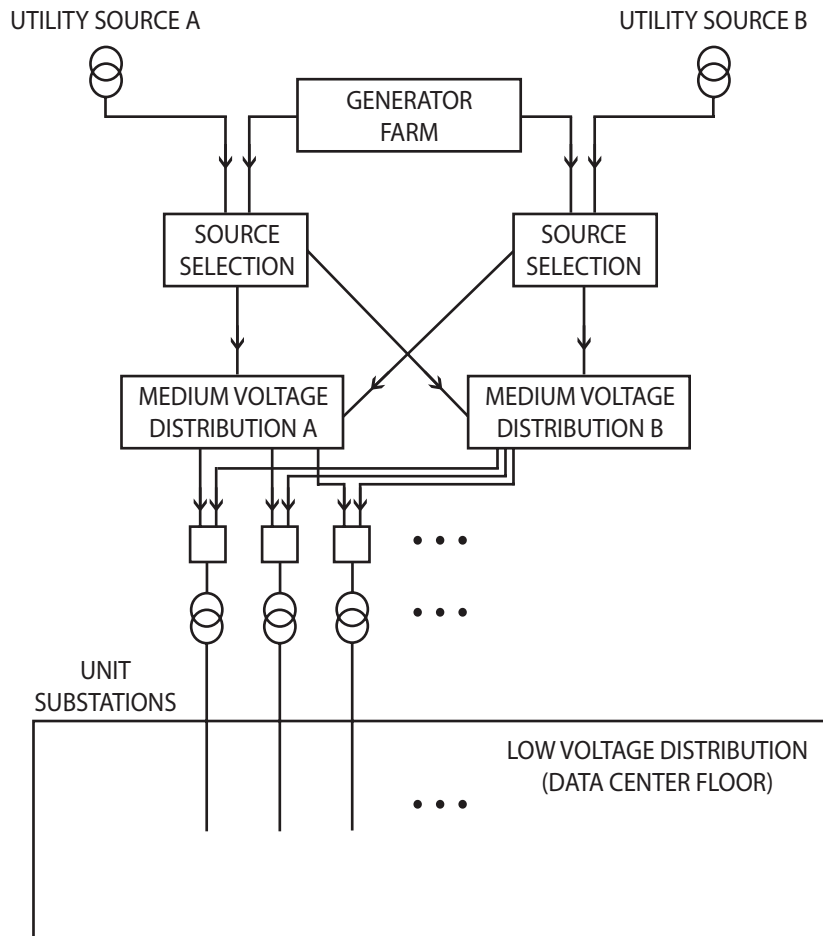 UTILITY SOURCE A
UTILITY SOURCE B
GENERATOR
FARM
SOURCE
SELECTION
SOURCE
SELECTION
MEDIUM VOLTAGE
DISTRIBUTION A
MEDIUM VOLTAGE
DISTRIBUTION B
UNIT
SUBSTATIONS
LOW VOLTAGE DISTRIBUTION
(DATA CENTER FLOOR)